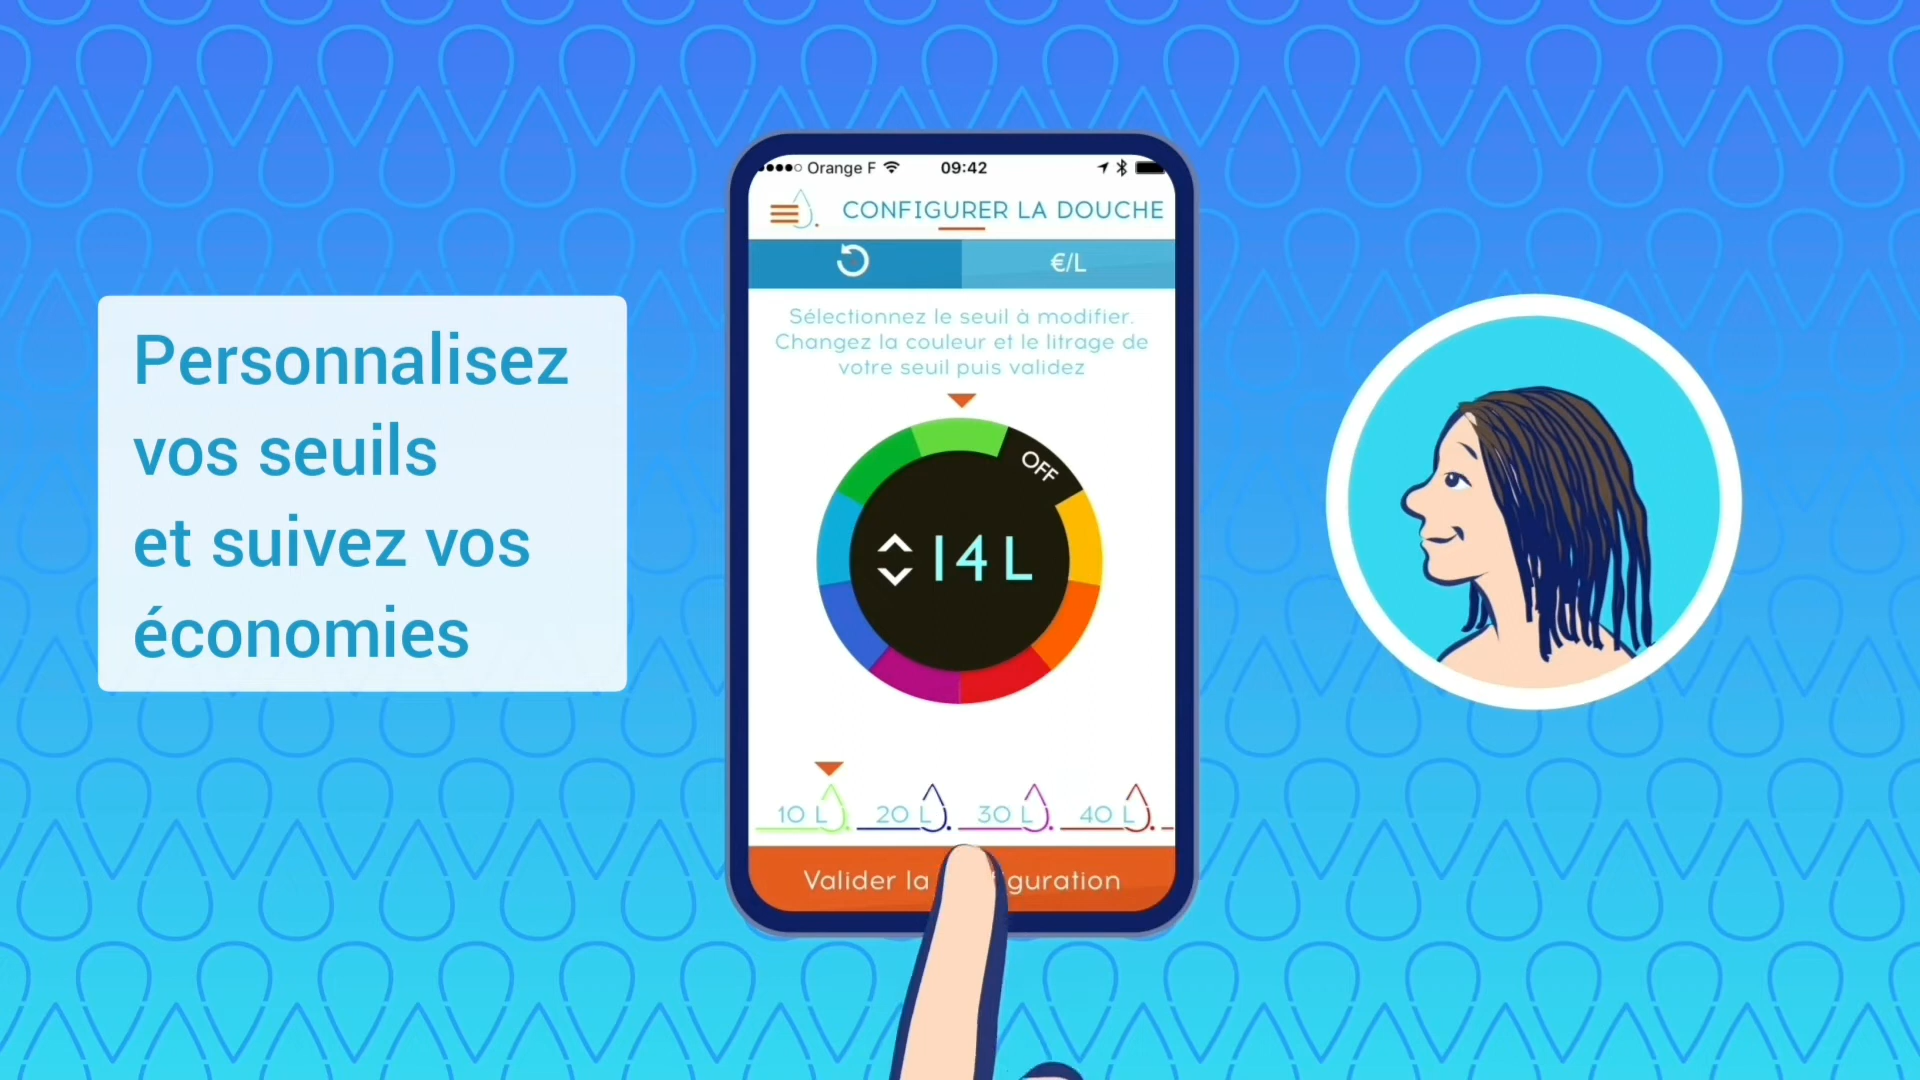 Personnalisez
vos seuils
et suivez vos
économies
Orange F
09:42
CONFIGURER LA DOUCHE
€/L
Sélectionnez le seuil à modifier.
Changez la couleur et le litrage de
votre seuil puis validez
OFF
14 L
10 L
20 L
30 L
40 L
Valider la guration